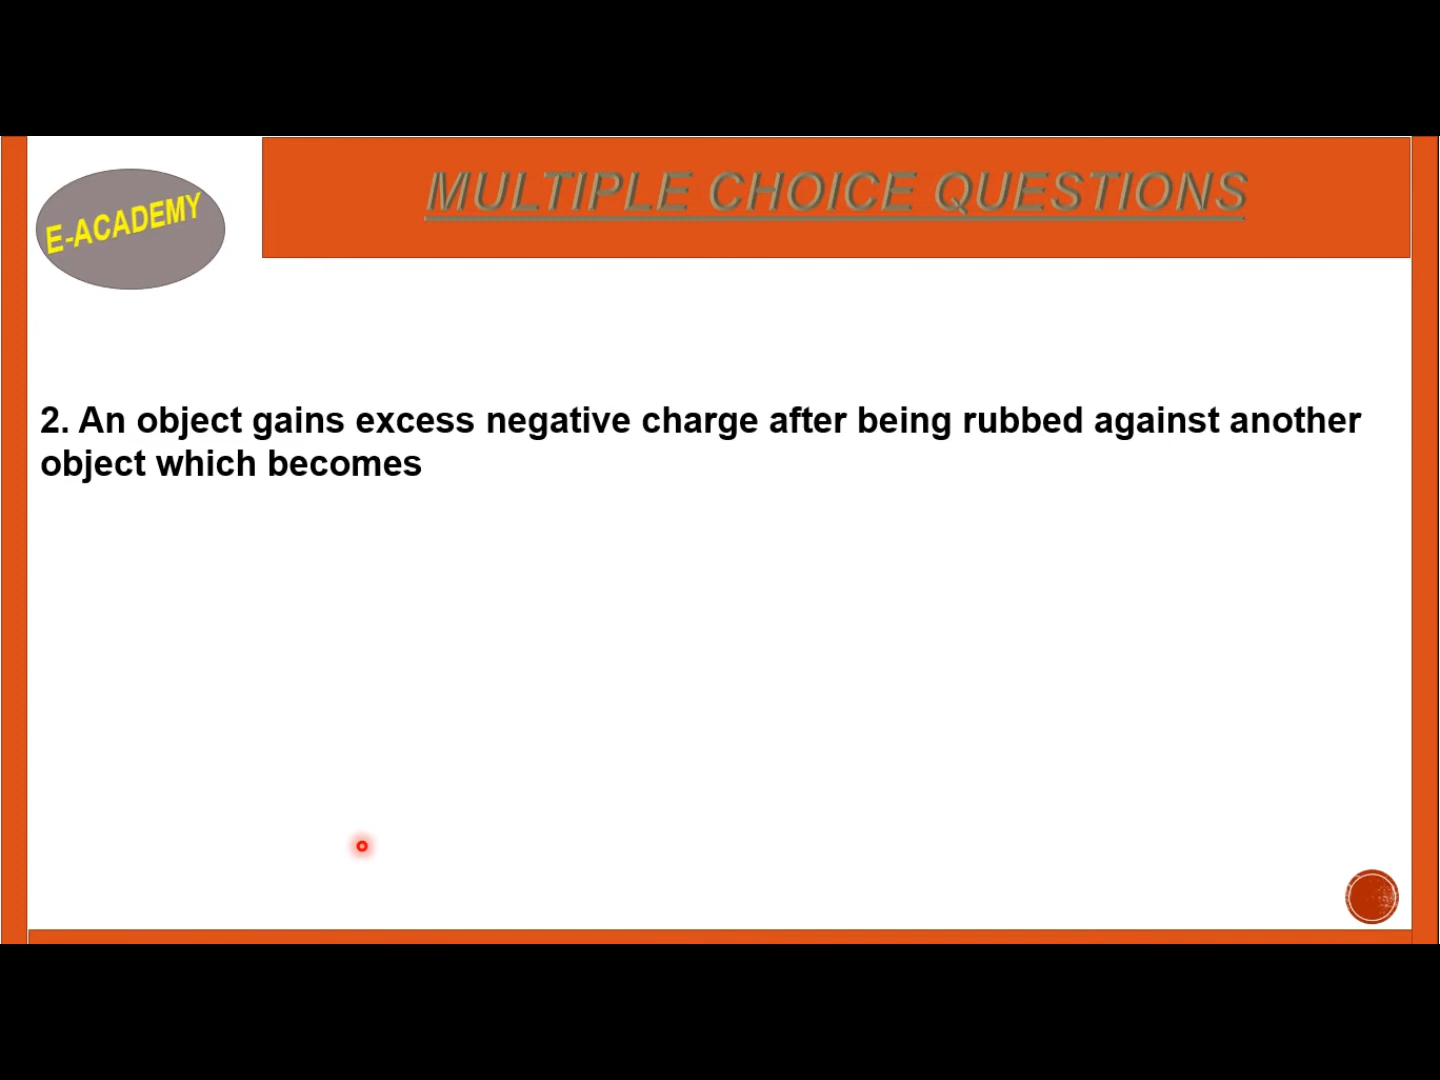 MULTIPLE CHOICE QUESTIONS
E-ACADEMY
2. An object gains excess negative charge after being rubbed against another
object which becomes